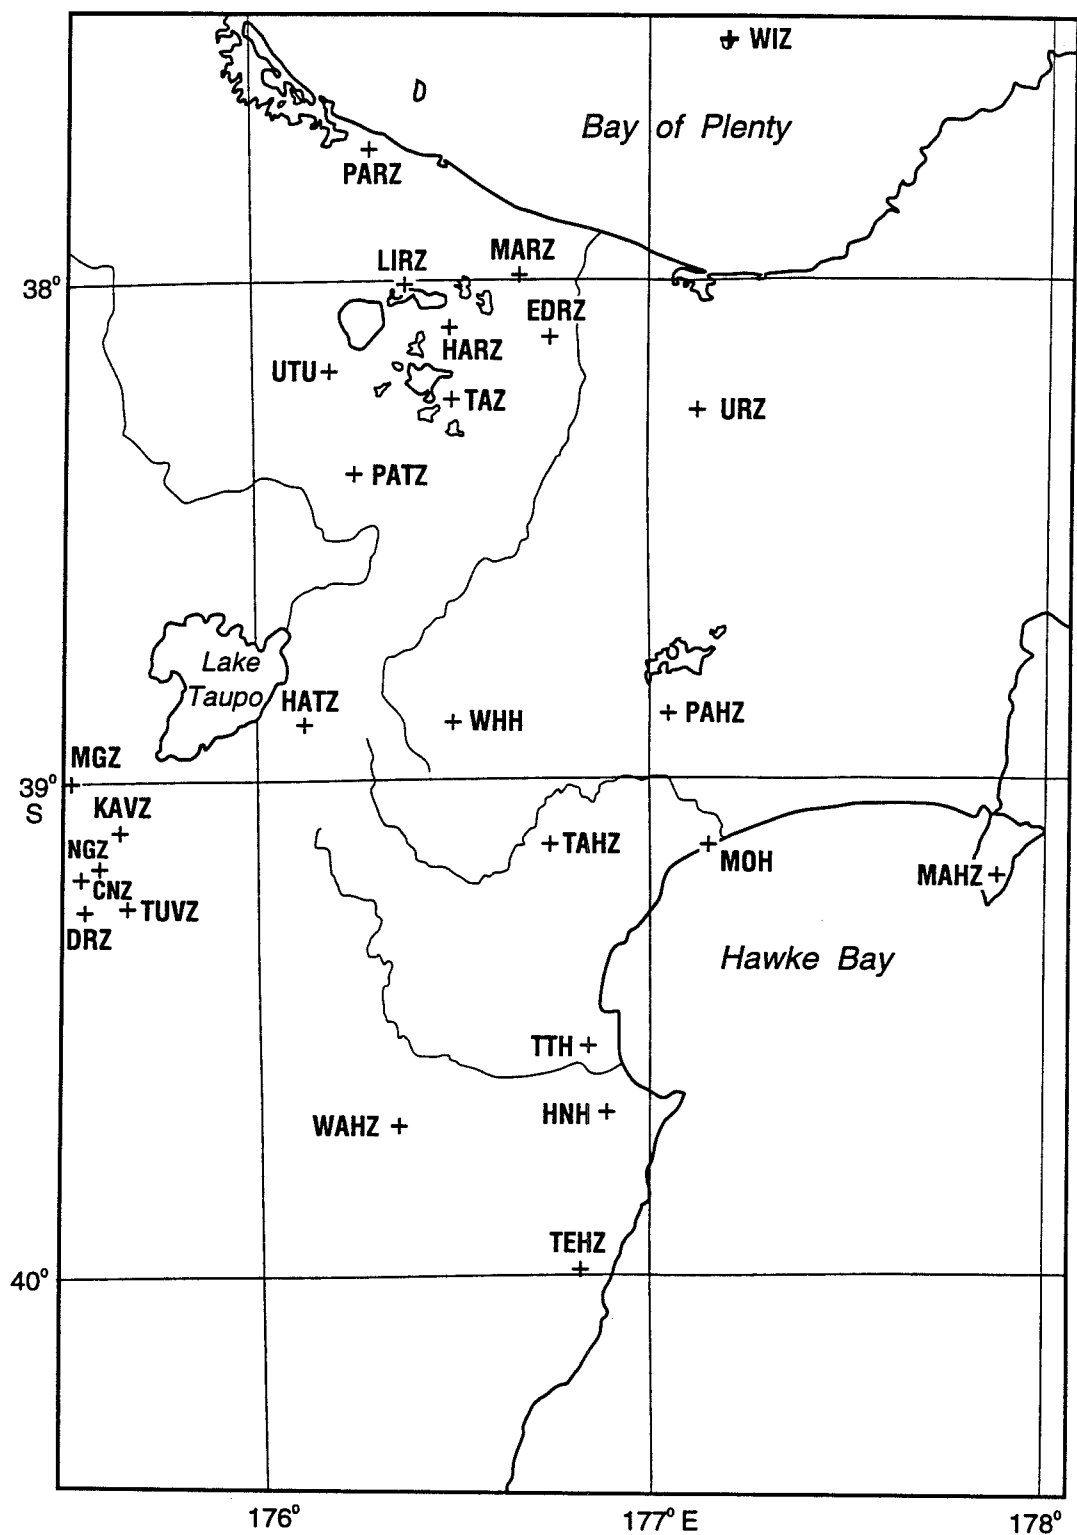 WIZ
Bay of Plenty
PARZ
MARZ
LIRZ
38°
EDRZ
HARZ
UTU
TAZ
URZ
PATZ
Lake
Taupo
HATZ
WHH
PAHZ
MGZ
39°
S
KAVZ
NGZ
TAHZ
MOH
MAHZ
CNZ
TUVZ
DRZ
Hawke Bay
TTH
HNH
WAHZ
TEHZ
40°
176°
177° E
178°